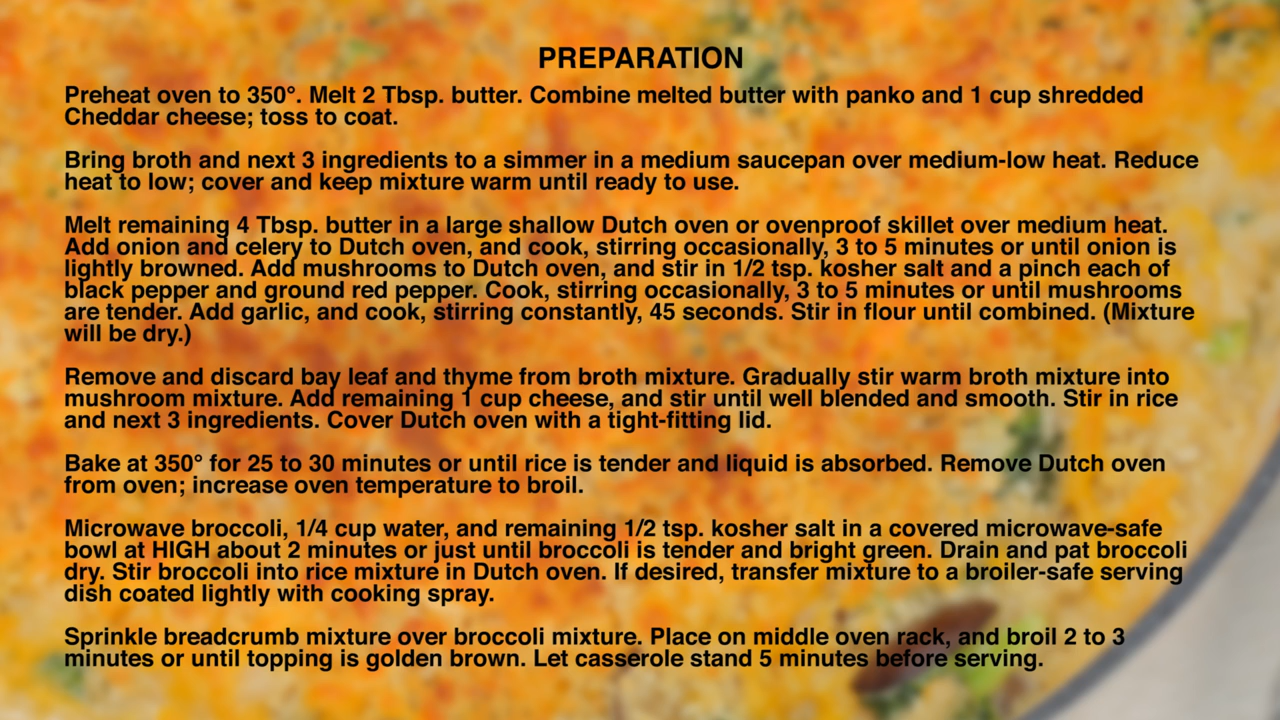 PREPARATION
Preheat oven to 350°. Melt 2 Tbsp. butter. Combine melted butter with panko and 1 cup shredded
Cheddar cheese; toss to coat.
Bring broth and next 3 ingredients to a simmer in a medium saucepan over medium-low heat. Reduce
heat to low; cover and keep mixture warm until ready to use.
Melt remaining 4 Tbsp. butter in a large shallow Dutch oven or ovenproof skillet over medium heat.
Add onion and celery to Dutch oven, and cook, stirring occasionally, 3 to 5 minutes or until onion is
lightly browned. Add mushrooms to Dutch oven, and stir in 1/2 tsp. kosher salt and a pinch each of
black pepper and ground red pepper. Cook, stirring occasionally, 3 to 5 minutes or until mushrooms
are tender. Add garlic, and cook, stirring constantly, 45 seconds. Stir in flour until combined. (Mixture
will be dry.)
Remove and discard bay leaf and thyme from broth mixture. Gradually stir warm broth mixture into
mushroom mixture. Add remaining 1 cup cheese, and stir until well blended and smooth. Stir in rice
and next 3 ingredients. Cover Dutch oven with a tight-fitting lid.
Bake at 350° for 25 to 30 minutes or until rice is tender and liquid is absorbed. Remove Dutch oven
from oven; increase oven temperature to broil.
Microwave broccoli, 1/4 cup water, and remaining 1/2 tsp. kosher salt in a covered microwave-safe
bowl at HIGH about 2 minutes or just until broccoli is tender and bright green. Drain and pat broccoli
dry. Stir broccoli into rice mixture in Dutch oven. If desired, transfer mixture to a broiler-safe serving
dish coated lightly with cooking spray.
Sprinkle breadcrumb mixture over broccoli mixture. Place on middle oven rack, and broil 2 to 3
minutes or until topping is golden brown. Let casserole stand 5 minutes before serving.